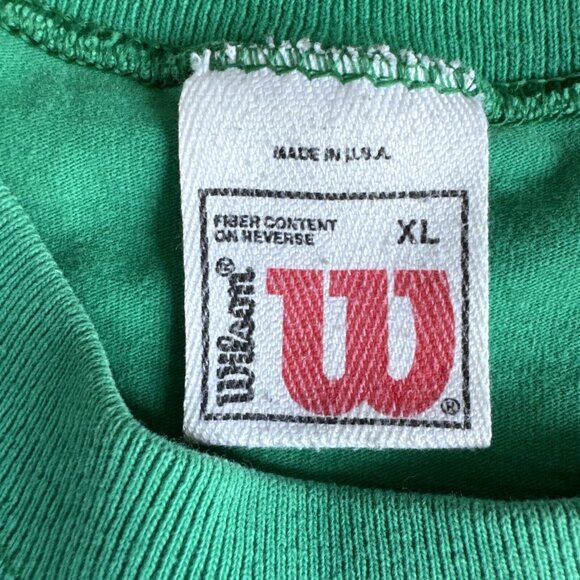 MADE IN U.S.A.
FIBER CONTENT
ON REVERSE
XL
Wilson®
W®